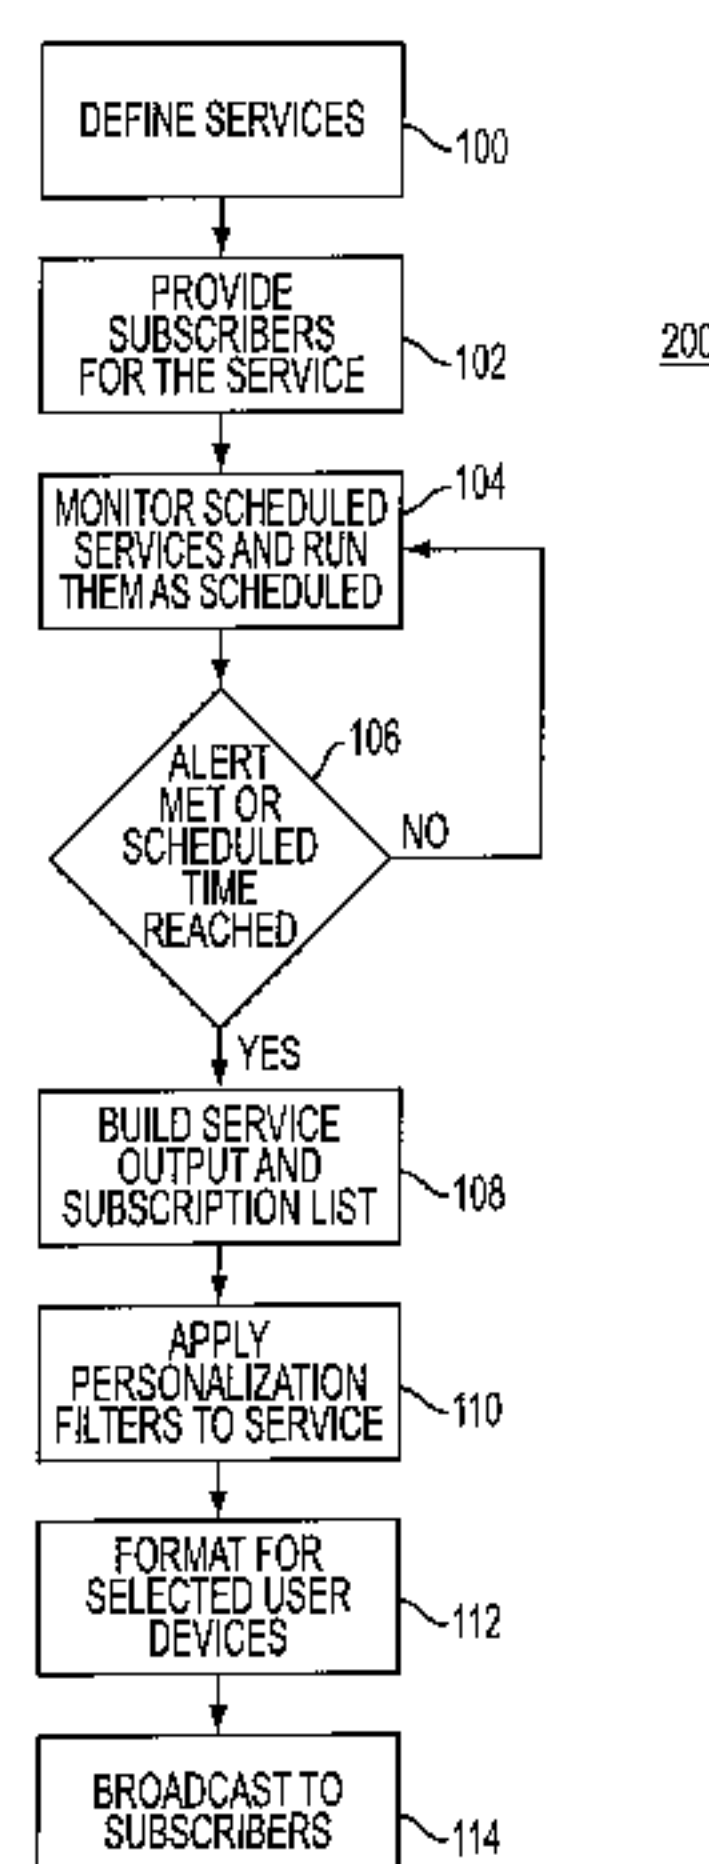 DEFINE SERVICES
100
PROVIDE
SUBSCRIBERS
FOR THE SERVICE
102
200
MONITOR SCHEDULED
SERVICES AND RUN
THEM AS SCHEDULED
104
ALERT
MET OR
SCHEDULED
TIME
REACHED
106
NO
YES
BUILD SERVICE
OUTPUT AND
SUBSCRIPTION LIST
108
APPLY
PERSONALIZATION
FILTERS TO SERVICE
110
FORMAT FOR
SELECTED USER
DEVICES
112
BROADCAST TO
SUBSCRIBERS
114